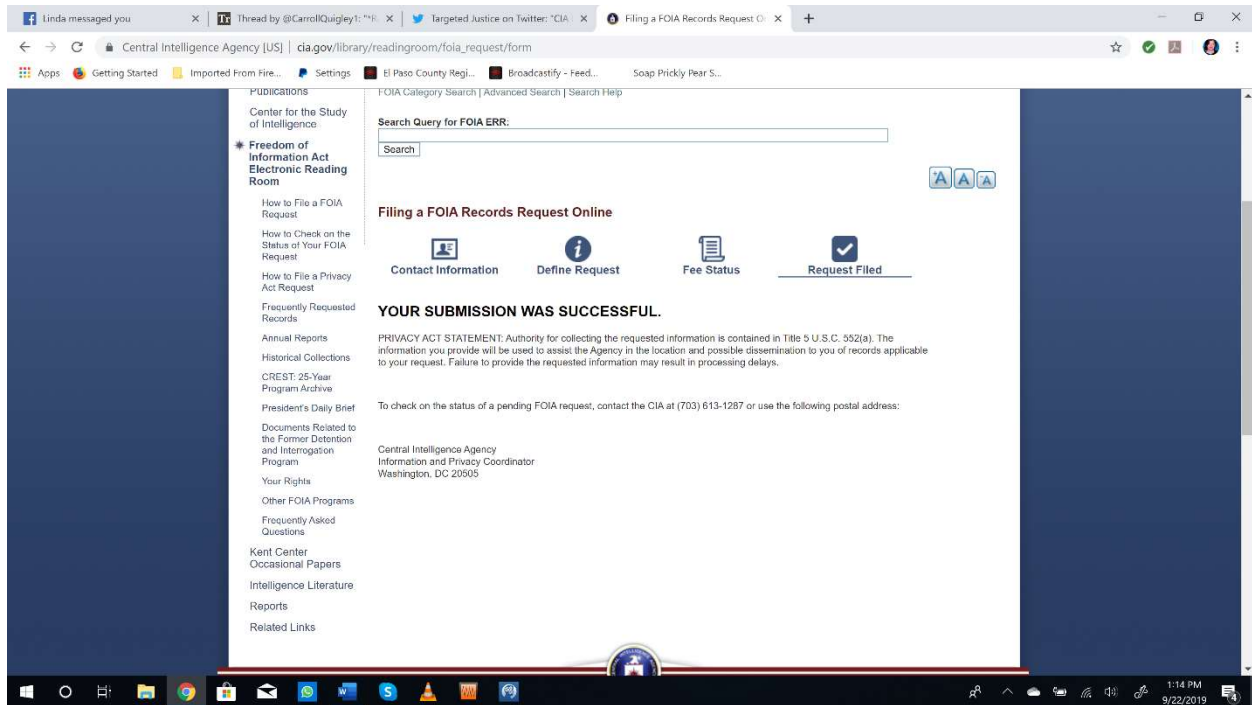 Linda messaged you
Thread by @CarrollQuigley1: "*R
Targeted Justice on Twitter: "CIA
Filing a FOIA Records Request O
Central Intelligence Agency [US] | cia.gov/library/readingroom/foia_request/form
Apps
Getting Started
Imported From Fire...
Settings
El Paso County Regi...
Broadcastify - Feed...
Soap Prickly Pear S...
Publications
Center for the Study
of Intelligence
Freedom of
Information Act
Electronic Reading
Room
How to File a FOIA
Request
How to Check on the
Status of Your FOIA
Request
How to File a Privacy
Act Request
Frequently Requested
Records
Annual Reports
Historical Collections
CREST: 25-Year
Program Archive
President's Daily Brief
Documents Related to
the Former Detention
and Interrogation
Program
Your Rights
Other FOIA Programs
Frequently Asked
Questions
Kent Center
Occasional Papers
Intelligence Literature
Reports
Related Links
FOIA Category Search | Advanced Search | Search Help
Search Query for FOIA ERR:
Search
+A A -A
Filing a FOIA Records Request Online
Contact Information
Define Request
Fee Status
Request Filed
YOUR SUBMISSION WAS SUCCESSFUL.
PRIVACY ACT STATEMENT: Authority for collecting the requested information is contained in Title 5 U.S.C. 552(a). The
information you provide will be used to assist the Agency in the location and possible dissemination to you of records applicable
to your request. Failure to provide the requested information may result in processing delays.
To check on the status of a pending FOIA request, contact the CIA at (703) 613-1287 or use the following postal address:
Central Intelligence Agency
Information and Privacy Coordinator
Washington, DC 20505
1:14 PM
9/22/2019